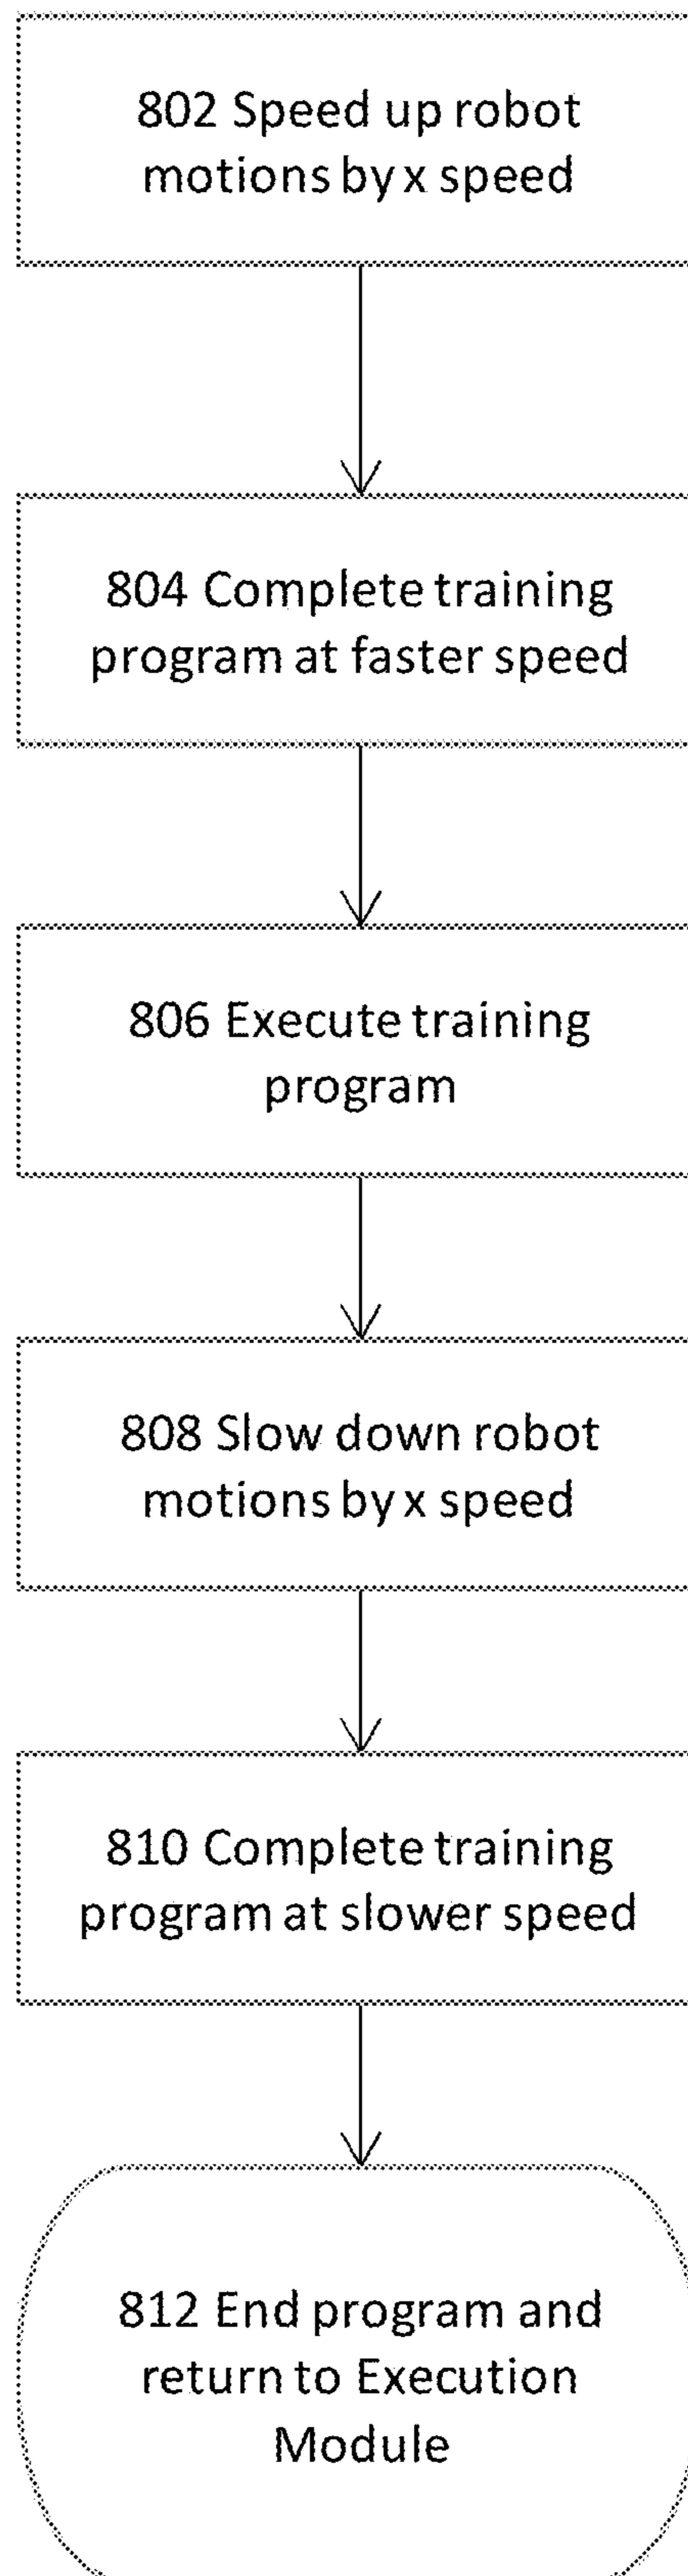 802 Speed up robot
motions by x speed
804 Complete training
program at faster speed
806 Execute training
program
808 Slow down robot
motions by x speed
810 Complete training
program at slower speed
812 End program and
return to Execution
Module